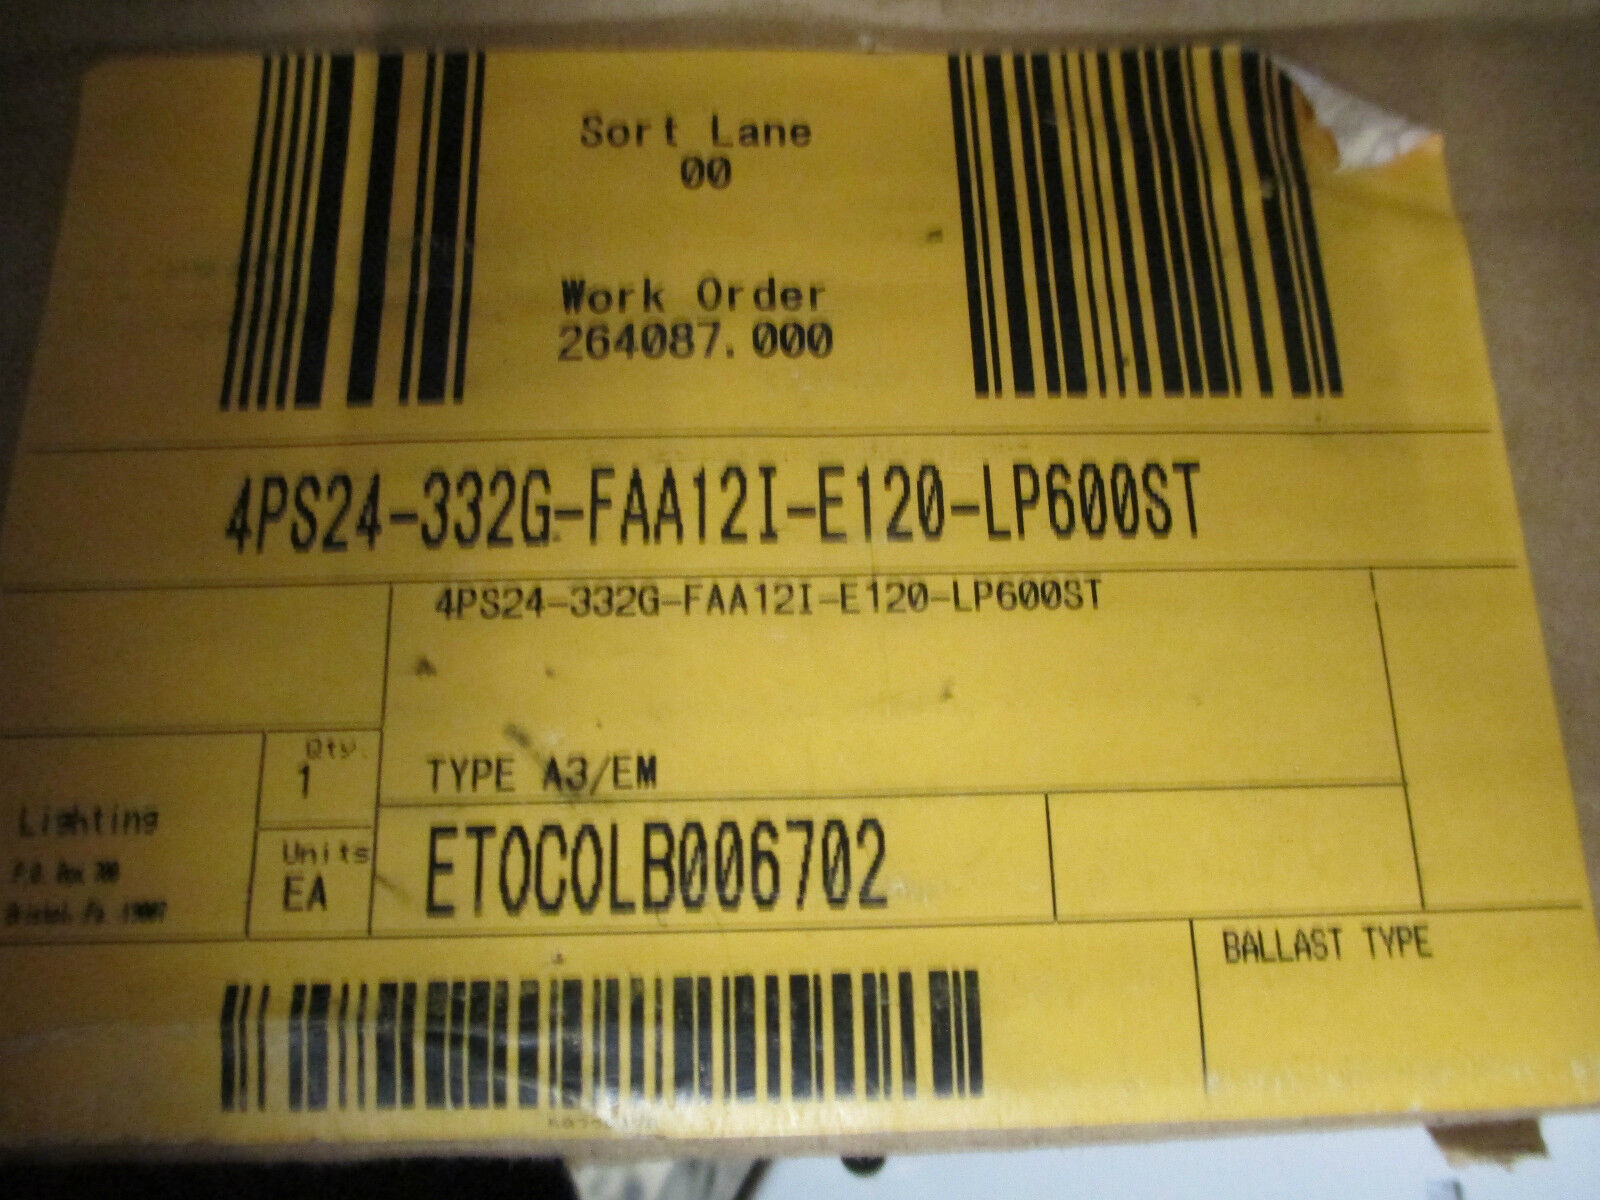 Sort Lane
00
Work Order
264087.000
4PS24-332G-FAA12I-E120-LP600ST
4PS24-332G-FAA12I-E120-LP600ST
TYPE A3/EM
Qty.
1
Lighting
P.O. Box
Units
EA
ETOCOLB006702
BALLAST TYPE